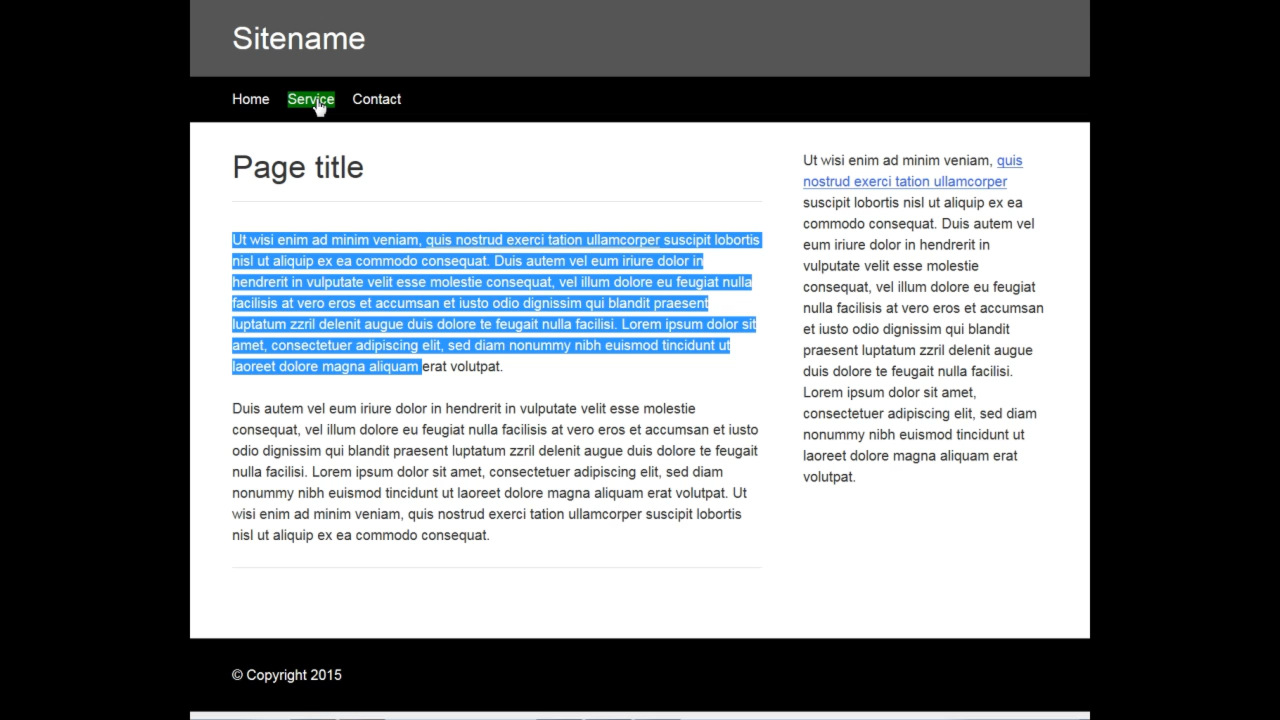 Sitename
Home Service Contact
Page title
Ut wisi enim ad minim veniam, quis nostrud exerci tation ullamcorper suscipit lobortis
nisl ut aliquip ex ea commodo consequat. Duis autem vel eum iriure dolor in
hendrerit in vulputate velit esse molestie consequat, vel illum dolore eu feugiat nulla
facilisis at vero eros et accumsan et iusto odio dignissim qui blandit praesent
luptatum zzril delenit augue duis dolore te feugait nulla facilisi. Lorem ipsum dolor sit
amet, consectetuer adipiscing elit, sed diam nonummy nibh euismod tincidunt ut
laoreet dolore magna aliquam erat volutpat.
Duis autem vel eum iriure dolor in hendrerit in vulputate velit esse molestie
consequat, vel illum dolore eu feugiat nulla facilisis at vero eros et accumsan et iusto
odio dignissim qui blandit praesent luptatum zzril delenit augue duis dolore te feugait
nulla facilisi. Lorem ipsum dolor sit amet, consectetuer adipiscing elit, sed diam
nonummy nibh euismod tincidunt ut laoreet dolore magna aliquam erat volutpat. Ut
wisi enim ad minim veniam, quis nostrud exerci tation ullamcorper suscipit lobortis
nisl ut aliquip ex ea commodo consequat.
Ut wisi enim ad minim veniam, quis
nostrud exerci tation ullamcorper
suscipit lobortis nisl ut aliquip ex ea
commodo consequat. Duis autem vel
eum iriure dolor in hendrerit in
vulputate velit esse molestie
consequat, vel illum dolore eu feugiat
nulla facilisis at vero eros et accumsan
et iusto odio dignissim qui blandit
praesent luptatum zzril delenit augue
duis dolore te feugait nulla facilisi.
Lorem ipsum dolor sit amet,
consectetuer adipiscing elit, sed diam
nonummy nibh euismod tincidunt ut
laoreet dolore magna aliquam erat
volutpat.
© Copyright 2015